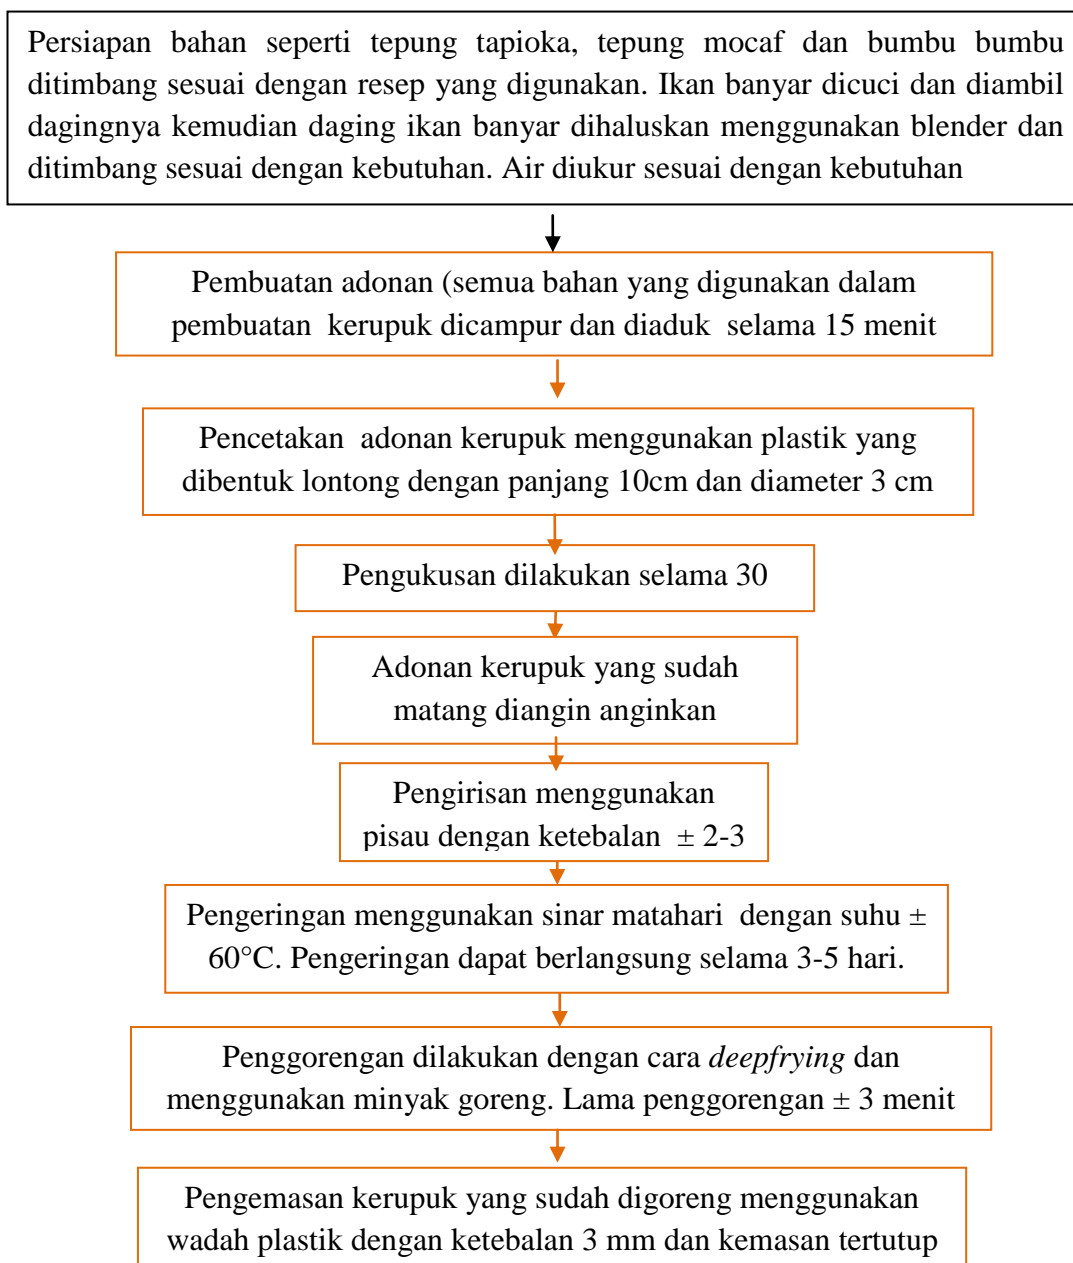 Persiapan bahan seperti tepung tapioka, tepung mocaf dan bumbu bumbu
ditimbang sesuai dengan resep yang digunakan. Ikan banyar dicuci dan diambil
dagingnya kemudian daging ikan banyar dihaluskan menggunakan blender dan
ditimbang sesuai dengan kebutuhan. Air diukur sesuai dengan kebutuhan
Pembuatan adonan (semua bahan yang digunakan dalam
pembuatan kerupuk dicampur dan diaduk selama 15 menit
Pencetakan adonan kerupuk menggunakan plastik yang
dibentuk lontong dengan panjang 10cm dan diameter 3 cm
Pengukusan dilakukan selama 30
Adonan kerupuk yang sudah
matang diangin anginkan
Pengirisan menggunakan
pisau dengan ketebalan ± 2-3
Pengeringan menggunakan sinar matahari dengan suhu ±
60°C. Pengeringan dapat berlangsung selama 3-5 hari.
Penggorengan dilakukan dengan cara deepfrying dan
menggunakan minyak goreng. Lama penggorengan ± 3 menit
Pengemasan kerupuk yang sudah digoreng menggunakan
wadah plastik dengan ketebalan 3 mm dan kemasan tertutup